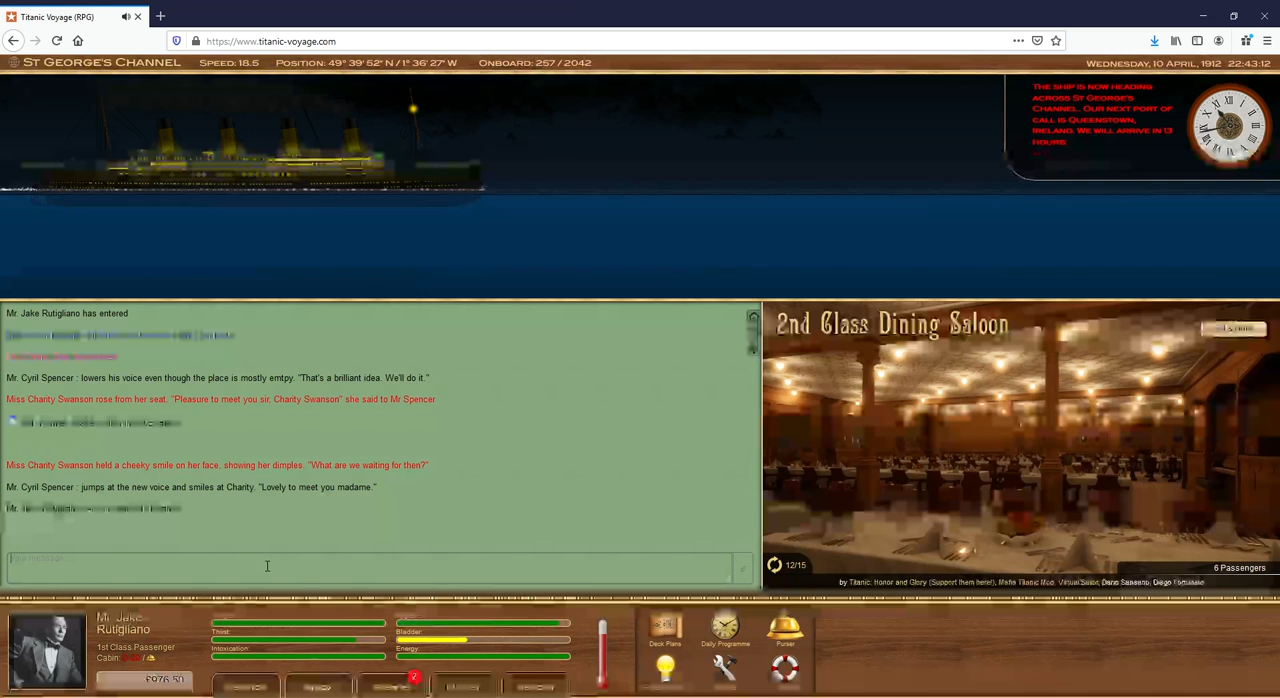 Titanic Voyage (RPG)
https://www.titanic-voyage.com
ST GEORGE'S CHANNEL SPEED: 18.5 POSITION: 49° 39' 52" N / 1° 36' 27" W ONBOARD: 257 / 2042 WEDNESDAY, 10 APRIL, 1912 22:43:12
THE SHIP IS NOW HEADING
ACROSS ST GEORGE'S
CHANNEL. OUR NEXT PORT OF
CALL IS QUEENSTOWN,
IRELAND. WE WILL ARRIVE IN 13
HOURS.
Mr. Jake Rutigliano has entered
Mr. Cyril Spencer : lowers his voice even though the place is mostly emtpy. "That's a brilliant idea. We'll do it."
Miss Charity Swanson rose from her seat. "Pleasure to meet you sir, Charity Swanson" she said to Mr Spencer
Miss Charity Swanson held a cheeky smile on her face, showing her dimples. "What are we waiting for then?"
Mr. Cyril Spencer : jumps at the new voice and smiles at Charity. "Lovely to meet you madame."
Mr.
2nd Class Dining Saloon
12/15
6 Passengers
by Titanic: Honor and Glory (Support them here!), Mafia Titanic Mod, Virtual Sailor,
Mr. Jake
Rutigliano
1st Class Passenger
Cabin:
£976.50
Thirst:
Intoxication:
Bladder:
Energy:
2
Deck Plans
Daily Programme
Purser